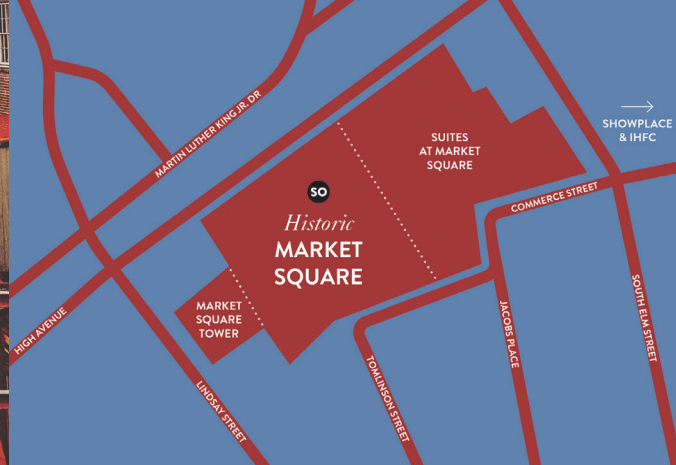 MARTIN LUTHER KING JR. DR
SHOWPLACE
& IHFC
SUITES
AT MARKET
SQUARE
SO
Historic
MARKET
SQUARE
COMMERCE STREET
MARKET
SQUARE
TOWER
HIGH AVENUE
LINDSAY STREET
TOMLINSON STREET
JACOBS PLACE
SOUTH ELM STREET